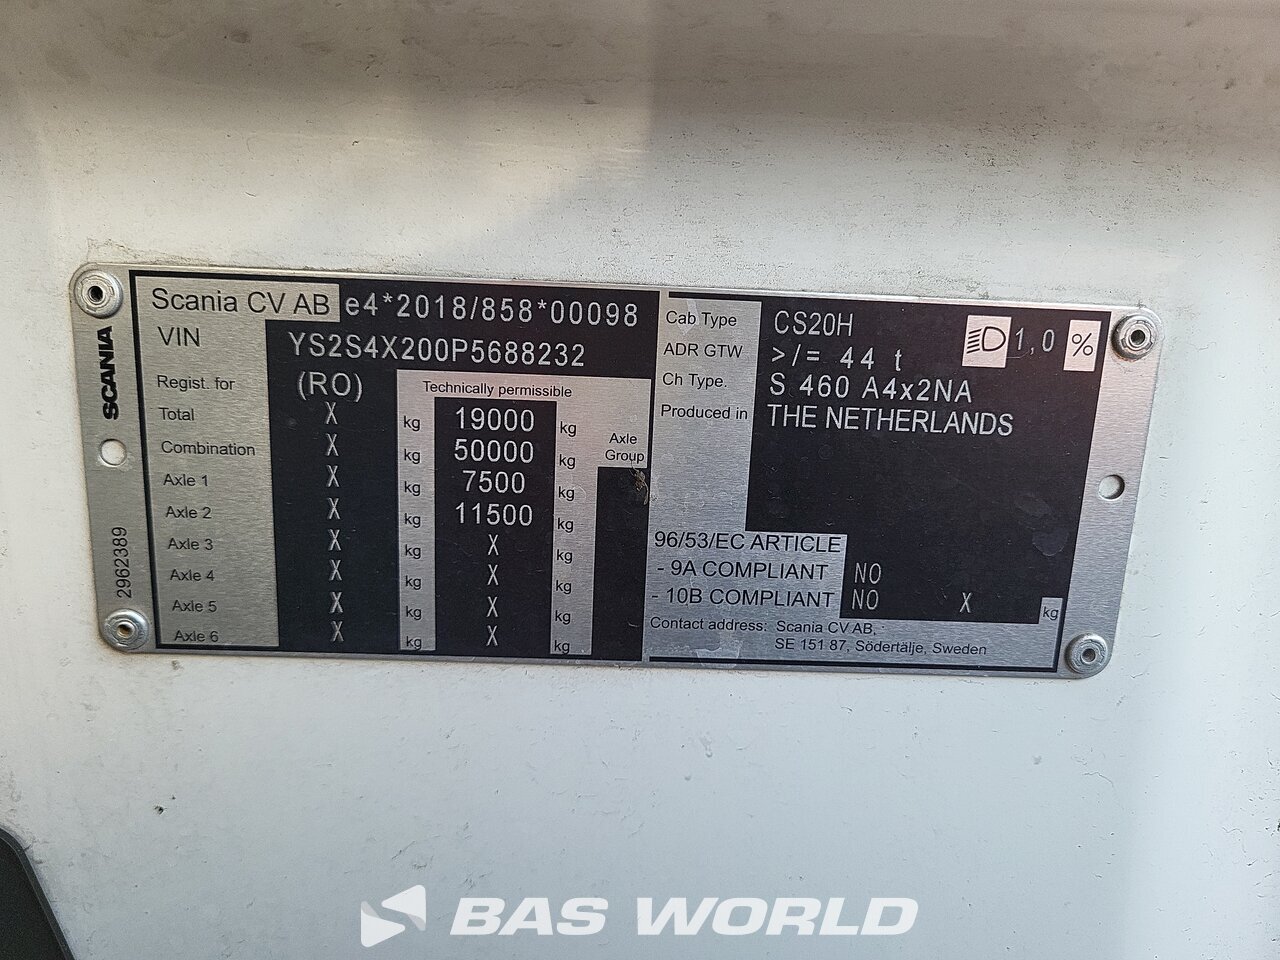 SCANIA
2962389
Scania CV AB e4*2018/858*00098
VIN YS2S4X200P5688232
Regist. for (RO) Technically permissible
Total X kg 19000 kg
Combination X kg 50000 kg Axle Group
Axle 1 X kg 7500 kg
Axle 2 X kg 11500 kg
Axle 3 X kg X kg
Axle 4 X kg X kg
Axle 5 X kg X kg
Axle 6 X kg X kg
Cab Type CS20H 1,0 %
ADR GTW >/= 44 t
Ch Type. S 460 A4x2NA
Produced in THE NETHERLANDS
96/53/EC ARTICLE
- 9A COMPLIANT NO
- 10B COMPLIANT NO X kg
Contact address: Scania CV AB,
SE 151 87, Södertälje, Sweden
BAS WORLD